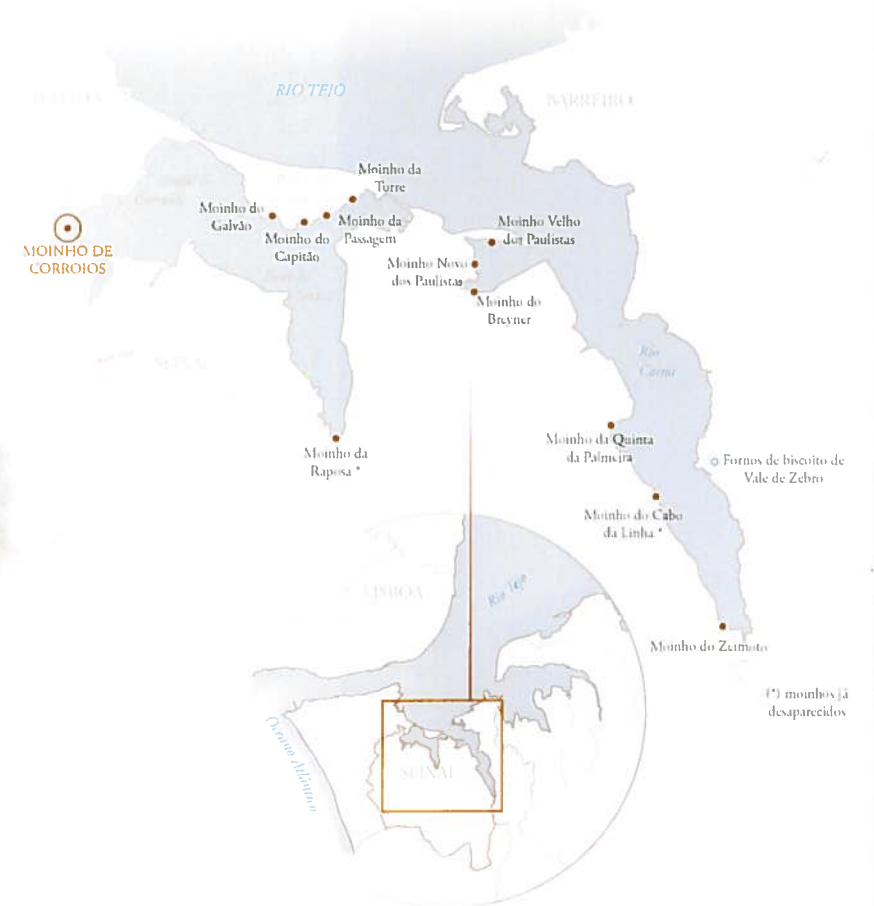 RIO TEJO
BARREIRO
Moinho da
Torre
Moinho do
Galvão
Moinho do
Capitão
Moinho da
Passagem
Moinho Velho
dos Paulistas
MOINHO DE
CORROIOS
Moinho Novo
dos Paulistas
Moinho do
Breyner
Rio
Coina
SEIXAL
Moinho da
Raposa *
Moinho da Quinta
da Palmeira
Fornos de biscoito de
Vale de Zebro
Moinho do Cabo
da Linha *
LISBOA
Rio Tejo
Moinho do Zeimoto
(*) moinhos já
desaparecidos
Oceano Atlântico
SEIXAL